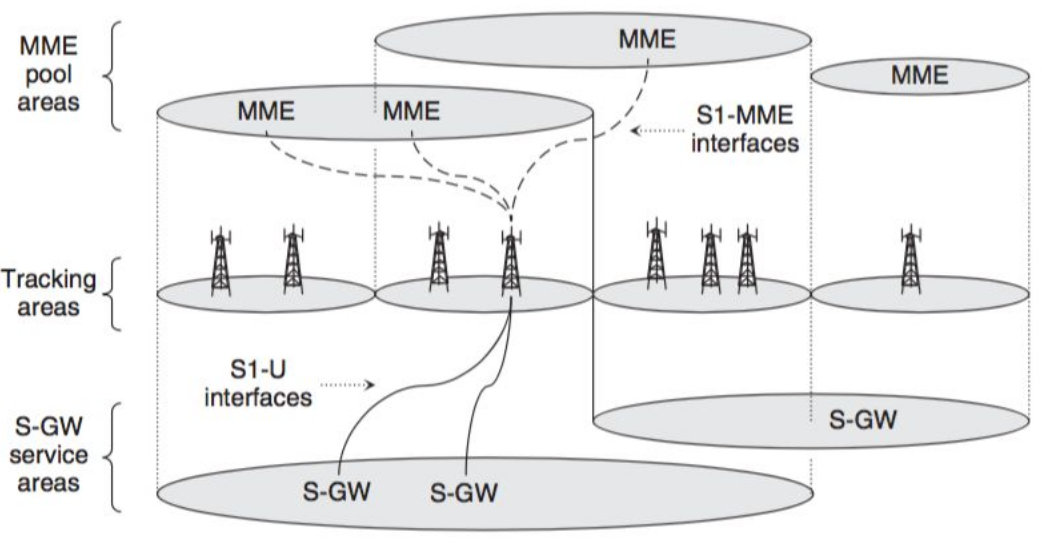 MME
pool
areas
MME
MME
MME
MME
S1-MME
interfaces
Tracking
areas
S1-U
interfaces
S-GW
service
areas
S-GW
S-GW
S-GW